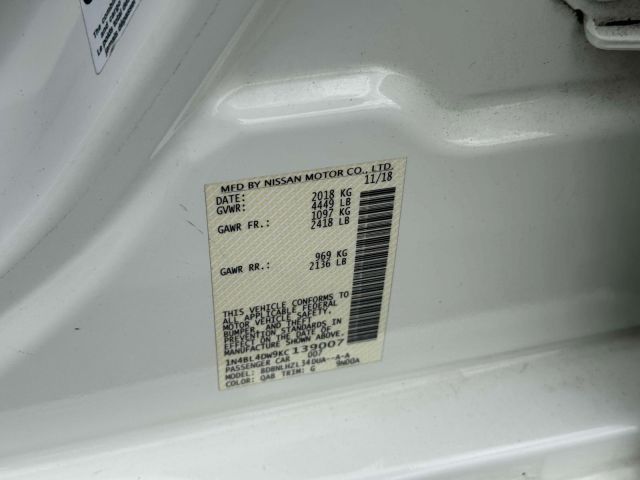 MFD BY NISSAN MOTOR CO., LTD.
DATE: 11/18
GVWR: 2018 KG
4449 LB
GAWR FR.: 1097 KG
2418 LB
GAWR RR.: 969 KG
2136 LB
THIS VEHICLE CONFORMS TO
ALL APPLICABLE FEDERAL
MOTOR VEHICLE SAFETY,
BUMPER, AND THEFT
PREVENTION STANDARDS IN
EFFECT ON THE DATE OF
MANUFACTURE SHOWN ABOVE.
1N4BL4DW9KC139007
PASSENGER CAR 007
MODEL: BDBNLHZL34DUA--A-A
COLOR: QAB TRIM: G 9N00A